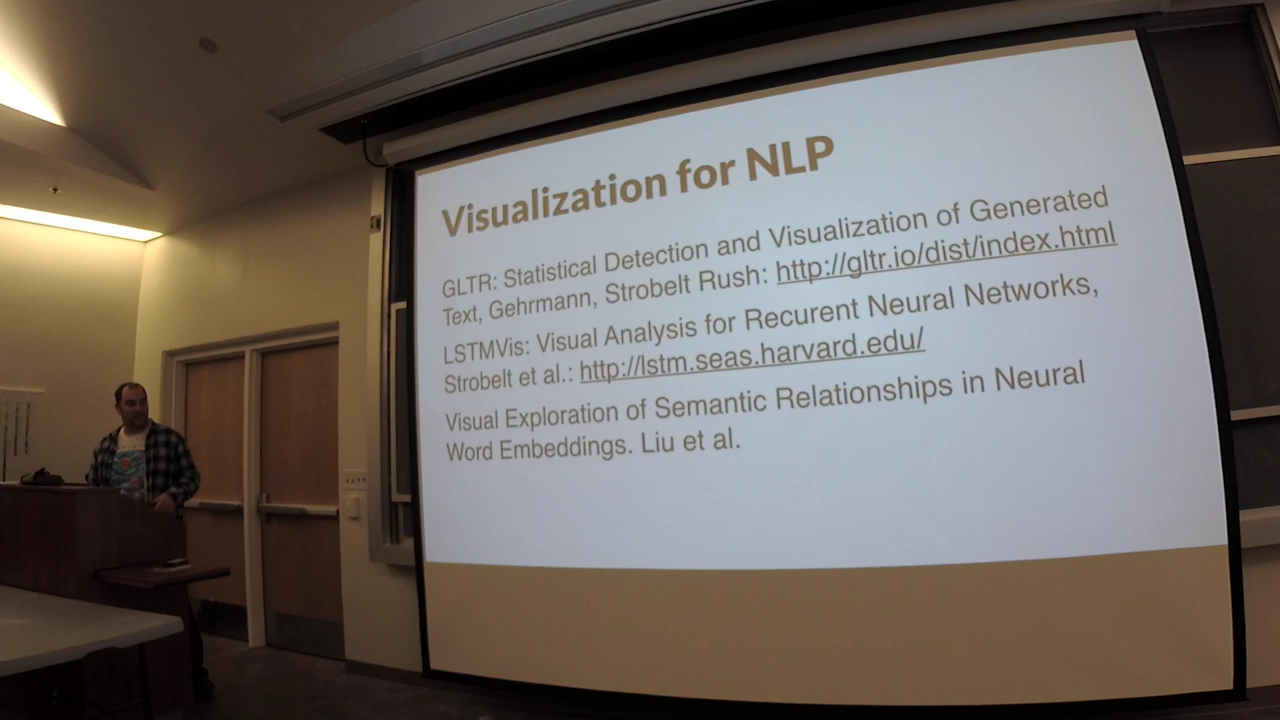 Visualization for NLP
GLTR: Statistical Detection and Visualization of Generated
Text, Gehrmann, Strobelt Rush: http://gltr.io/dist/index.html
LSTMVis: Visual Analysis for Recurent Neural Networks,
Strobelt et al.: http://lstm.seas.harvard.edu/
Visual Exploration of Semantic Relationships in Neural
Word Embeddings. Liu et al.